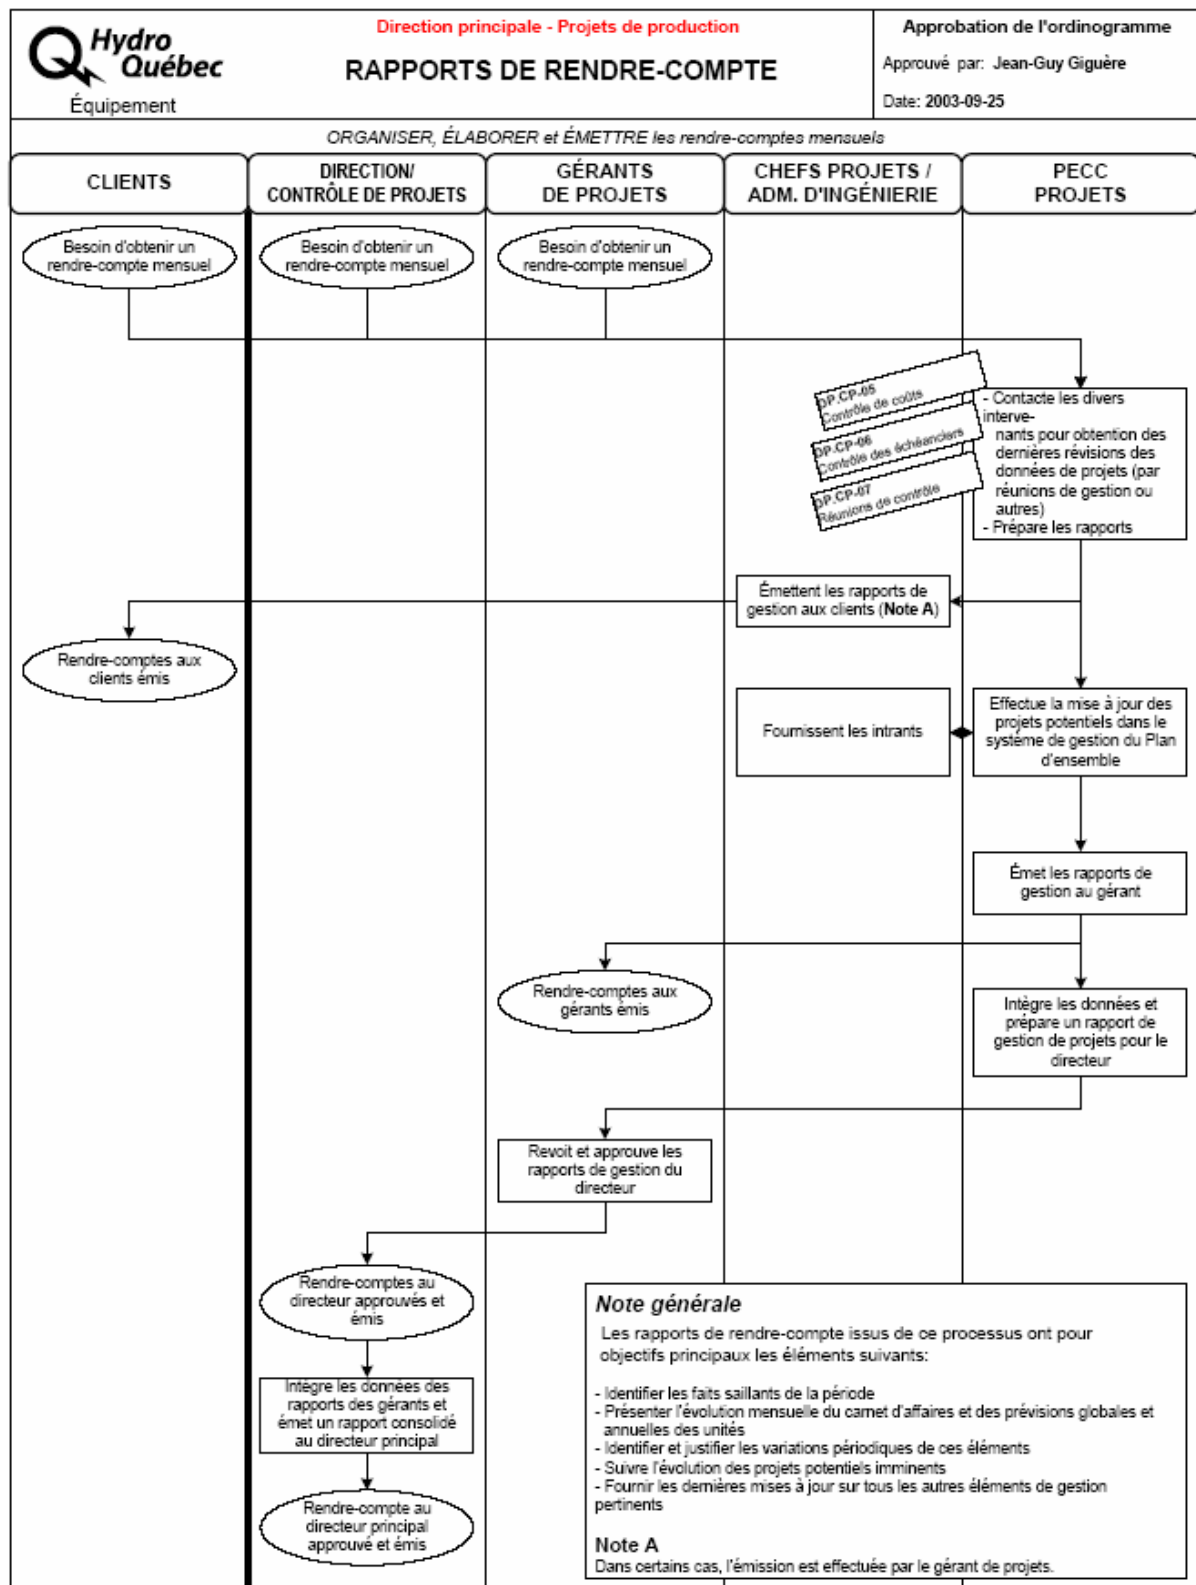 Hydro
Québec
Équipement
Direction principale - Projets de production
RAPPORTS DE RENDRE-COMPTE
Approbation de l'ordinogramme
Approuvé par: Jean-Guy Giguère
Date: 2003-09-25
ORGANISER, ÉLABORER et ÉMETTRE les rendre-comptes mensuels
CLIENTS
DIRECTION/
CONTRÔLE DE PROJETS
GÉRANTS
DE PROJETS
CHEFS PROJETS /
ADM. D'INGÉNIERIE
PECC
PROJETS
Besoin d'obtenir un
rendre-compte mensuel
Besoin d'obtenir un
rendre-compte mensuel
Besoin d'obtenir un
rendre-compte mensuel
DP.CP-05
Contrôle de coûts
DP.CP-06
Contrôle des échéanciers
DP.CP-07
Réunions de contrôle
- Contacte les divers
interve-
nants pour obtention des
dernières révisions des
données de projets (par
réunions de gestion ou
autres)
- Prépare les rapports
Émettent les rapports de
gestion aux clients (Note A)
Rendre-comptes aux
clients émis
Fournissent les intrants
Effectue la mise à jour des
projets potentiels dans le
système de gestion du Plan
d'ensemble
Émet les rapports de
gestion au gérant
Rendre-comptes aux
gérants émis
Intègre les données et
prépare un rapport de
gestion de projets pour le
directeur
Revoit et approuve les
rapports de gestion du
directeur
Rendre-comptes au
directeur approuvés et
émis
Intègre les données des
rapports des gérants et
émet un rapport consolidé
au directeur principal
Rendre-compte au
directeur principal
approuvé et émis
Note générale
Les rapports de rendre-compte issus de ce processus ont pour
objectifs principaux les éléments suivants:
- Identifier les faits saillants de la période
- Présenter l'évolution mensuelle du carnet d'affaires et des prévisions globales et
annuelles des unités
- Identifier et justifier les variations périodiques de ces éléments
- Suivre l'évolution des projets potentiels imminents
- Fournir les dernières mises à jour sur tous les autres éléments de gestion
pertinents
Note A
Dans certains cas, l'émission est effectuée par le gérant de projets.